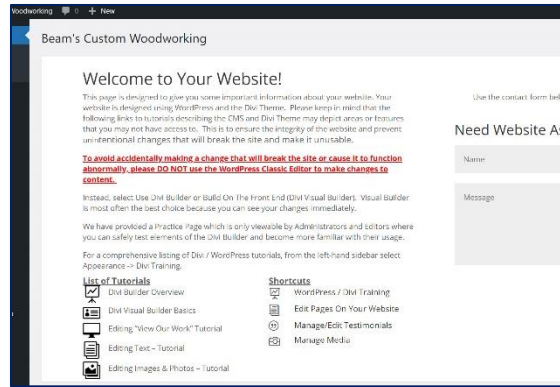 Woodworking 0 + New
Beam's Custom Woodworking
Welcome to Your Website!
This page is designed to give you some important information about your website. Your
website is designed using WordPress and the Divi Theme. Please keep in mind that the
following links to tutorials describing the CMS and Divi Theme may depict areas or features
that you may not have access to. This is to ensure the integrity of the website and prevent
unintentional changes that will break the site and make it unusable.
To avoid accidentally making a change that will break the site or cause it to function
abnormally, please DO NOT use the WordPress Classic Editor to make changes to
content.
Instead, select Use Divi Builder or Build On The Front End (Divi Visual Builder). Visual Builder
is most often the best choice because you can see your changes immediately.
We have provided a Practice Page which is only viewable by Administrators and Editors where
you can safely test elements of the Divi Builder and become more familiar with their usage.
For a comprehensive listing of Divi / WordPress tutorials, from the left-hand sidebar select
Appearance -> Divi Training.
List of Tutorials
Divi Builder Overview
Divi Visual Builder Basics
Editing "View Our Work" Tutorial
Editing Text – Tutorial
Editing Images & Photos – Tutorial
Shortcuts
WordPress / Divi Training
Edit Pages On Your Website
Manage/Edit Testimonials
Manage Media
Use the contact form bel
Need Website As
Name
Message